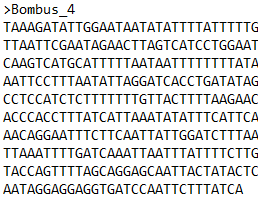 >Bombus_4
TAAAGATATTGGAATAATATATTTTATTTTTG
TTAATTCGAATAGAACTTAGTCATCCTGGAAT
CAAGTCATGCATTTTTAATAATTTTTTTTATA
AATTCCTTTAATATTAGGATCACCTGATATAG
CCTCCATCTCTTTTTTTGTTACTTTTAAGAAC
ACCCACCTTTATCATTAAATATATTTCATTCA
AACAGGAATTTCTTCAATTATTGGATCTTTAA
TTAAATTTTGATCAAATTAATTTATTTTCTTG
TACCAGTTTTAGCAGGAGCAATTACTATACTC
AATAGGAGGAGGTGATCCAATTCTTTATCA